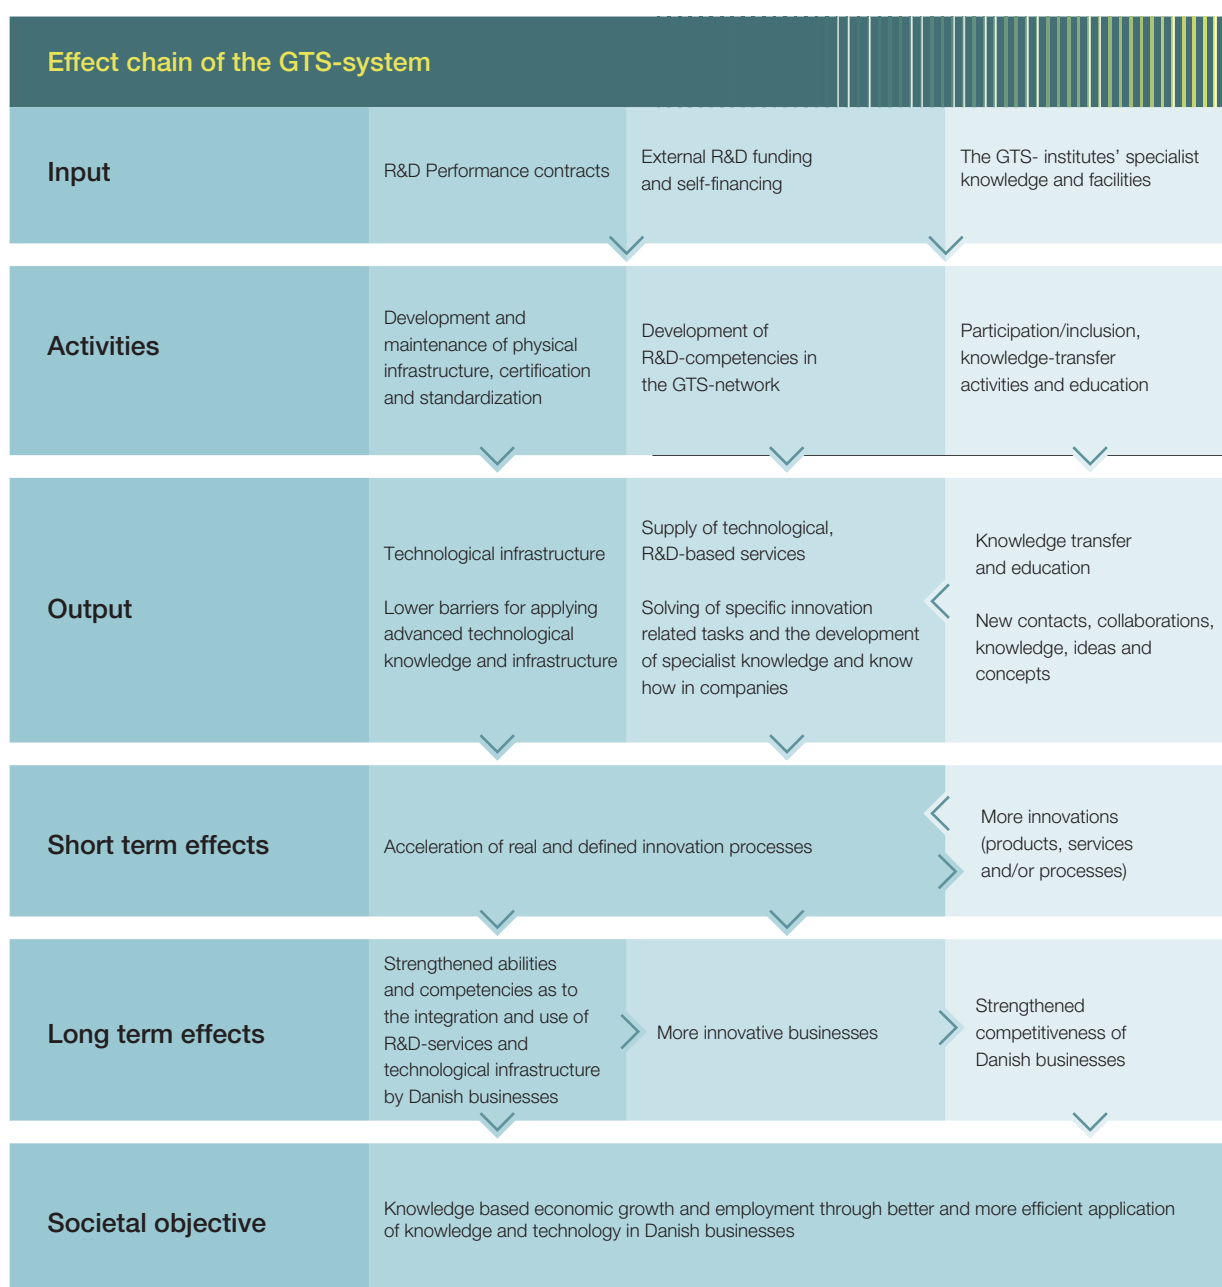 Effect chain of the GTS-system
Input
R&D Performance contracts
External R&D funding
and self-financing
The GTS- institutes’ specialist
knowledge and facilities
Activities
Development and
maintenance of physical
infrastructure, certification
and standardization
Development of
R&D-competencies in
the GTS-network
Participation/inclusion,
knowledge-transfer
activities and education
Output
Technological infrastructure
Lower barriers for applying
advanced technological
knowledge and infrastructure
Supply of technological,
R&D-based services
Solving of specific innovation
related tasks and the development
of specialist knowledge and know
how in companies
Knowledge transfer
and education
New contacts, collaborations,
knowledge, ideas and
concepts
Short term effects
Acceleration of real and defined innovation processes
More innovations
(products, services
and/or processes)
Long term effects
Strengthened abilities
and competencies as to
the integration and use of
R&D-services and
technological infrastructure
by Danish businesses
More innovative businesses
Strengthened
competitiveness of
Danish businesses
Societal objective
Knowledge based economic growth and employment through better and more efficient application
of knowledge and technology in Danish businesses